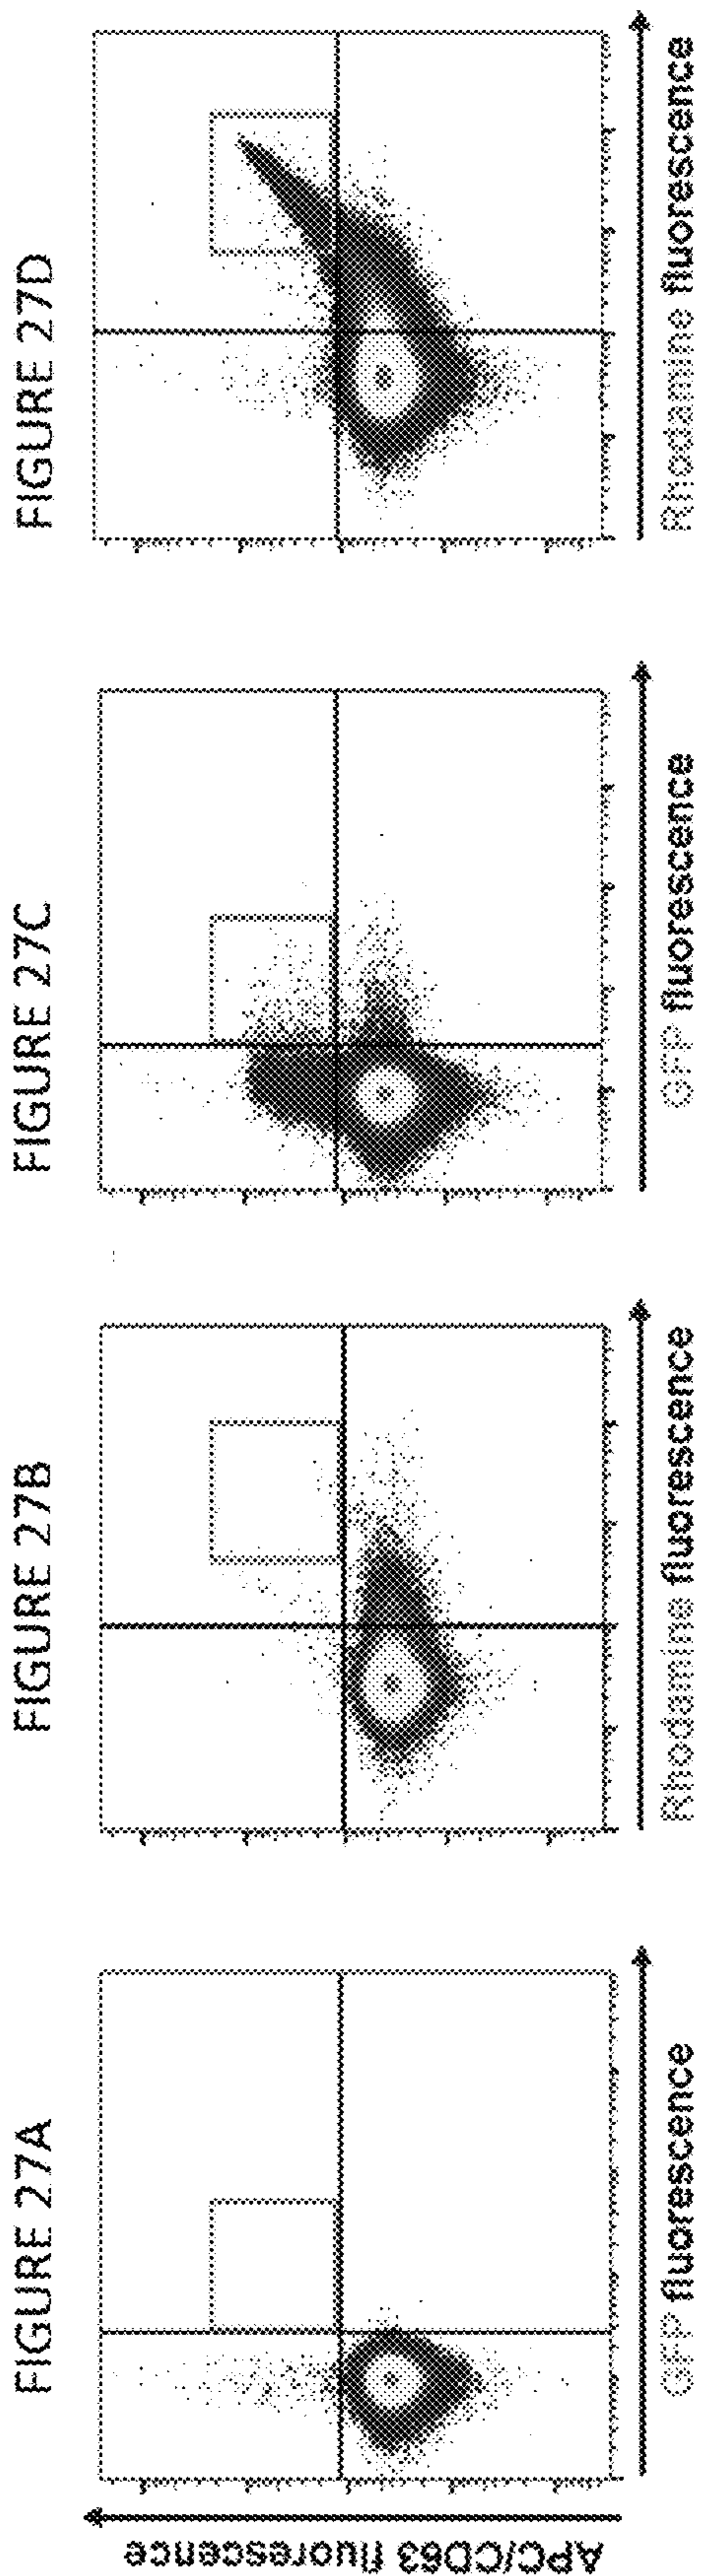 FIGURE 27A
FIGURE 27B
FIGURE 27C
FIGURE 27D
APC/CD63 fluorescence
GFP fluorescence
Rhodamine fluorescence
GFP fluorescence
Rhodamine fluorescence